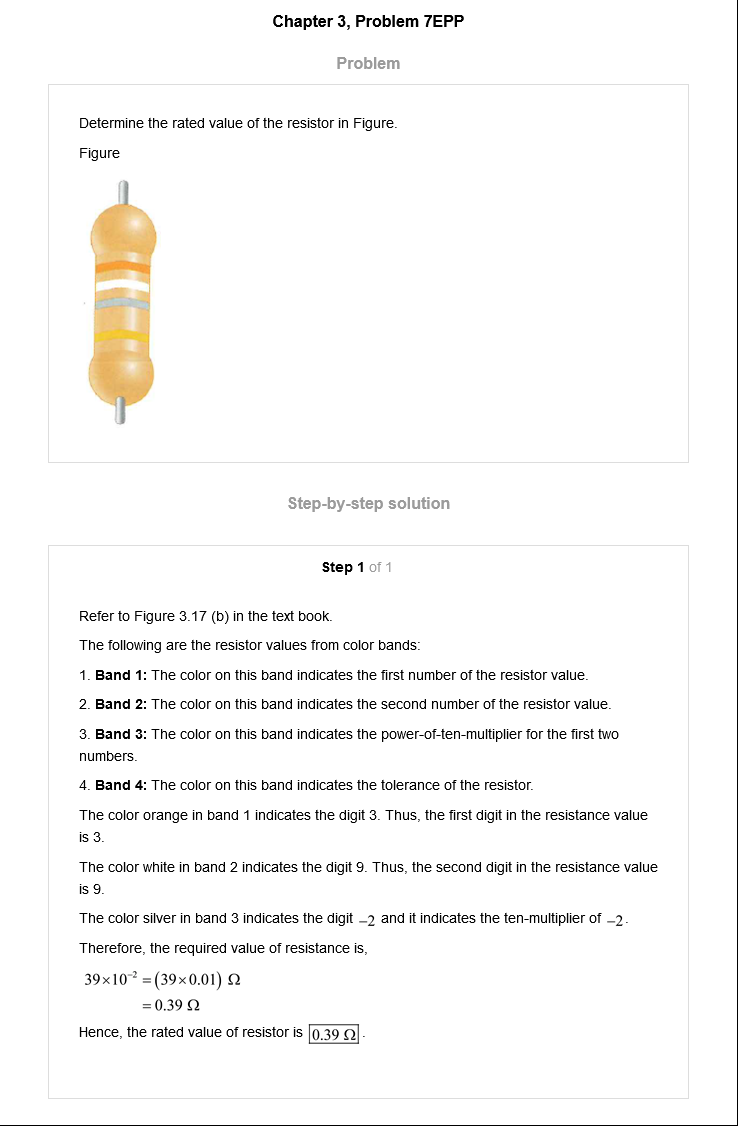 Chapter 3, Problem 7EPP
Problem
Determine the rated value of the resistor in Figure.
Figure
Step-by-step solution
Step 1 of 1
Refer to Figure 3.17 (b) in the text book.
The following are the resistor values from color bands:
1. Band 1: The color on this band indicates the first number of the resistor value.
2. Band 2: The color on this band indicates the second number of the resistor value.
3. Band 3: The color on this band indicates the power-of-ten-multiplier for the first two
numbers.
4. Band 4: The color on this band indicates the tolerance of the resistor.
The color orange in band 1 indicates the digit 3. Thus, the first digit in the resistance value
is 3.
The color white in band 2 indicates the digit 9. Thus, the second digit in the resistance value
is 9.
The color silver in band 3 indicates the digit −2 and it indicates the ten-multiplier of −2.
Therefore, the required value of resistance is,
39×10⁻² = (39×0.01) Ω
= 0.39 Ω
Hence, the rated value of resistor is 0.39 Ω.